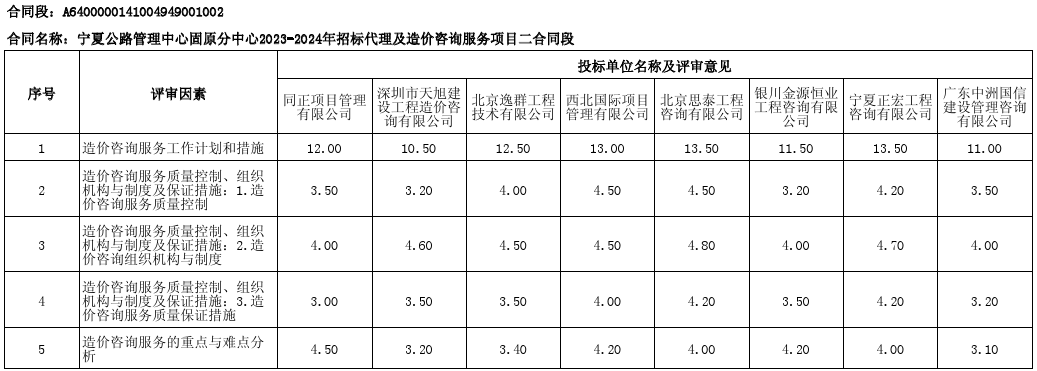 合同段：A6400000141004949001002
合同名称：宁夏公路管理中心固原分中心2023-2024年招标代理及造价咨询服务项目二合同段
序号
评审因素
投标单位名称及评审意见
同正项目管理
有限公司
深圳市天旭建
设工程造价咨
询有限公司
北京逸群工程
技术有限公司
西北国际项目
管理有限公司
北京思泰工程
咨询有限公司
银川金源恒业
工程咨询有限
公司
宁夏正宏工程
咨询有限公司
广东中洲国信
建设管理咨询
有限公司
1 造价咨询服务工作计划和措施 12.00 10.50 12.50 13.00 13.50 11.50 13.50 11.00
造价咨询服务质量控制、组织
2 机构与制度及保证措施：1.造 3.50 3.20 4.00 4.50 4.50 3.20 4.20 3.50
价咨询服务质量控制
造价咨询服务质量控制、组织
3 机构与制度及保证措施：2.造 4.00 4.60 4.50 4.50 4.80 4.00 4.70 4.00
价咨询组织机构与制度
造价咨询服务质量控制、组织
4 机构与制度及保证措施：3.造 3.00 3.50 3.50 4.00 4.20 3.50 4.20 3.20
价咨询服务质量保证措施
造价咨询服务的重点与难点分
5 析 4.50 3.20 3.40 4.20 4.00 4.20 4.00 3.10